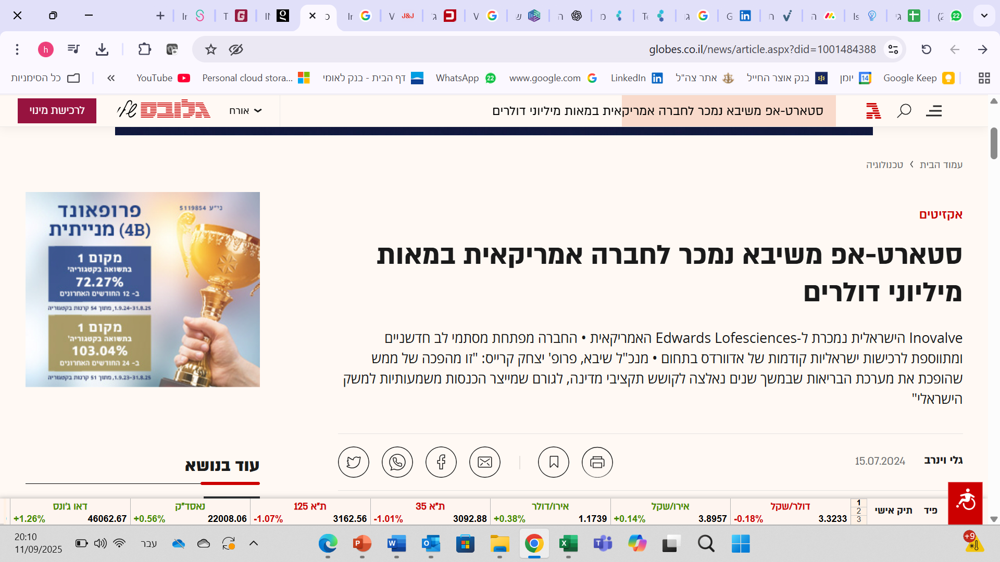 globes.co.il/news/article.aspx?did=1001484388
Google Keep
יומן
בנק אוצר החייל
אתר צה"ל
LinkedIn
www.google.com
WhatsApp
דף הבית - בנק לאומי
Personal cloud stora...
YouTube
כל הסימניות
סטארט-אפ משיבא נמכר לחברה אמריקאית במאות מיליוני דולרים
אורח
גלובס שלי
לרכישת מינוי
עמוד הבית › טכנולוגיה
אקזיטים
סטארט-אפ משיבא נמכר לחברה אמריקאית במאות
מיליוני דולרים
Inovalve הישראלית נמכרת ל-Edwards Lofesciences האמריקאית • החברה מפתחת מסתמי לב חדשניים
ומתווספת לרכישות ישראליות קודמות של אדוורדס בתחום • מנכ"ל שיבא, פרופ' יצחק קרייס: "זו מהפכה של ממש
שהופכת את מערכת הבריאות שבמשך שנים נאלצה לקושש תקציבי מדינה, לגורם שמייצר הכנסות משמעותיות למשק
הישראלי"
גלי וינרב 15.07.2024
ני"ע 5119854
פרופאונד
(4B) מנייתית
מקום 1
בתשואה בקטגוריה'
72.27%
ב- 12 החודשים האחרונים
1.9.24-31.8.25, מתוך 54 קרנות בקטגוריה
מקום 1
בתשואה בקטגוריה'
103.04%
ב- 24 החודשים האחרונים
1.9.23-31.8.25, מתוך 51 קרנות בקטגוריה
עוד בנושא
פיד
תיק אישי
1
2
3
דולר/שקל
3.3233 -0.18%
אירו/שקל
3.8957 +0.14%
אירו/דולר
1.1739 +0.38%
ת"א 35
3092.88 -1.01%
ת"א 125
3162.56 -1.07%
נאסד"ק
22008.06 +0.56%
דאו ג'ונס
46062.67 +1.26%
עבר
20:10
11/09/2025
+9